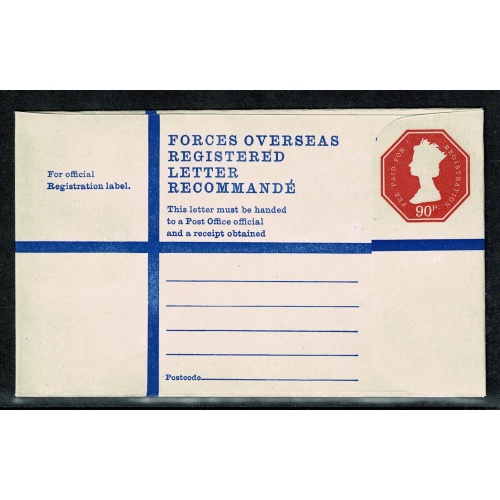 FORCES OVERSEAS
REGISTERED
LETTER
RECOMMANDÉ
For official
Registration label.
This letter must be handed
to a Post Office official
and a receipt obtained
FEE PAID FOR REGISTRATION
90P
Postcode